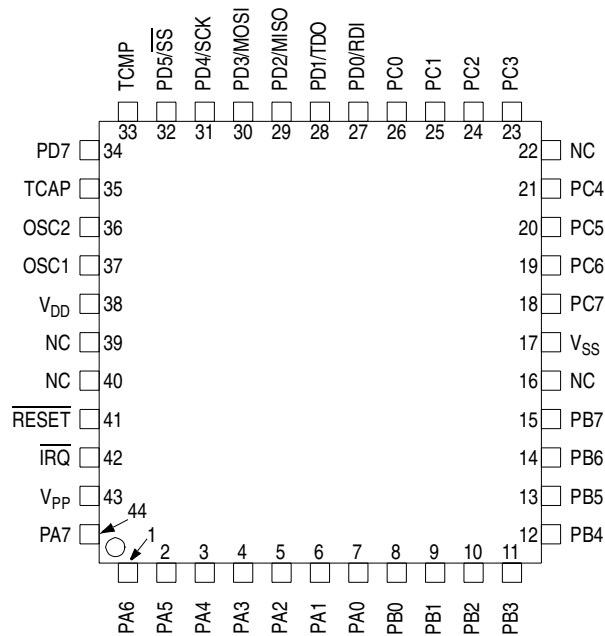 TCMP
P̅D̅5̅/SS
PD4/SCK
PD3/MOSI
PD2/MISO
PD1/TDO
PD0/RDI
PC0
PC1
PC2
PC3
33 32 31 30 29 28 27 26 25 24 23
PD7 34 22 NC
TCAP 35 21 PC4
OSC2 36 20 PC5
OSC1 37 19 PC6
VDD 38 18 PC7
NC 39 17 VSS
NC 40 16 NC
R̅E̅S̅E̅T̅ 41 15 PB7
I̅R̅Q̅ 42 14 PB6
VPP 43 13 PB5
44
PA7 12 PB4
1 2 3 4 5 6 7 8 9 10 11
PA6
PA5
PA4
PA3
PA2
PA1
PA0
PB0
PB1
PB2
PB3